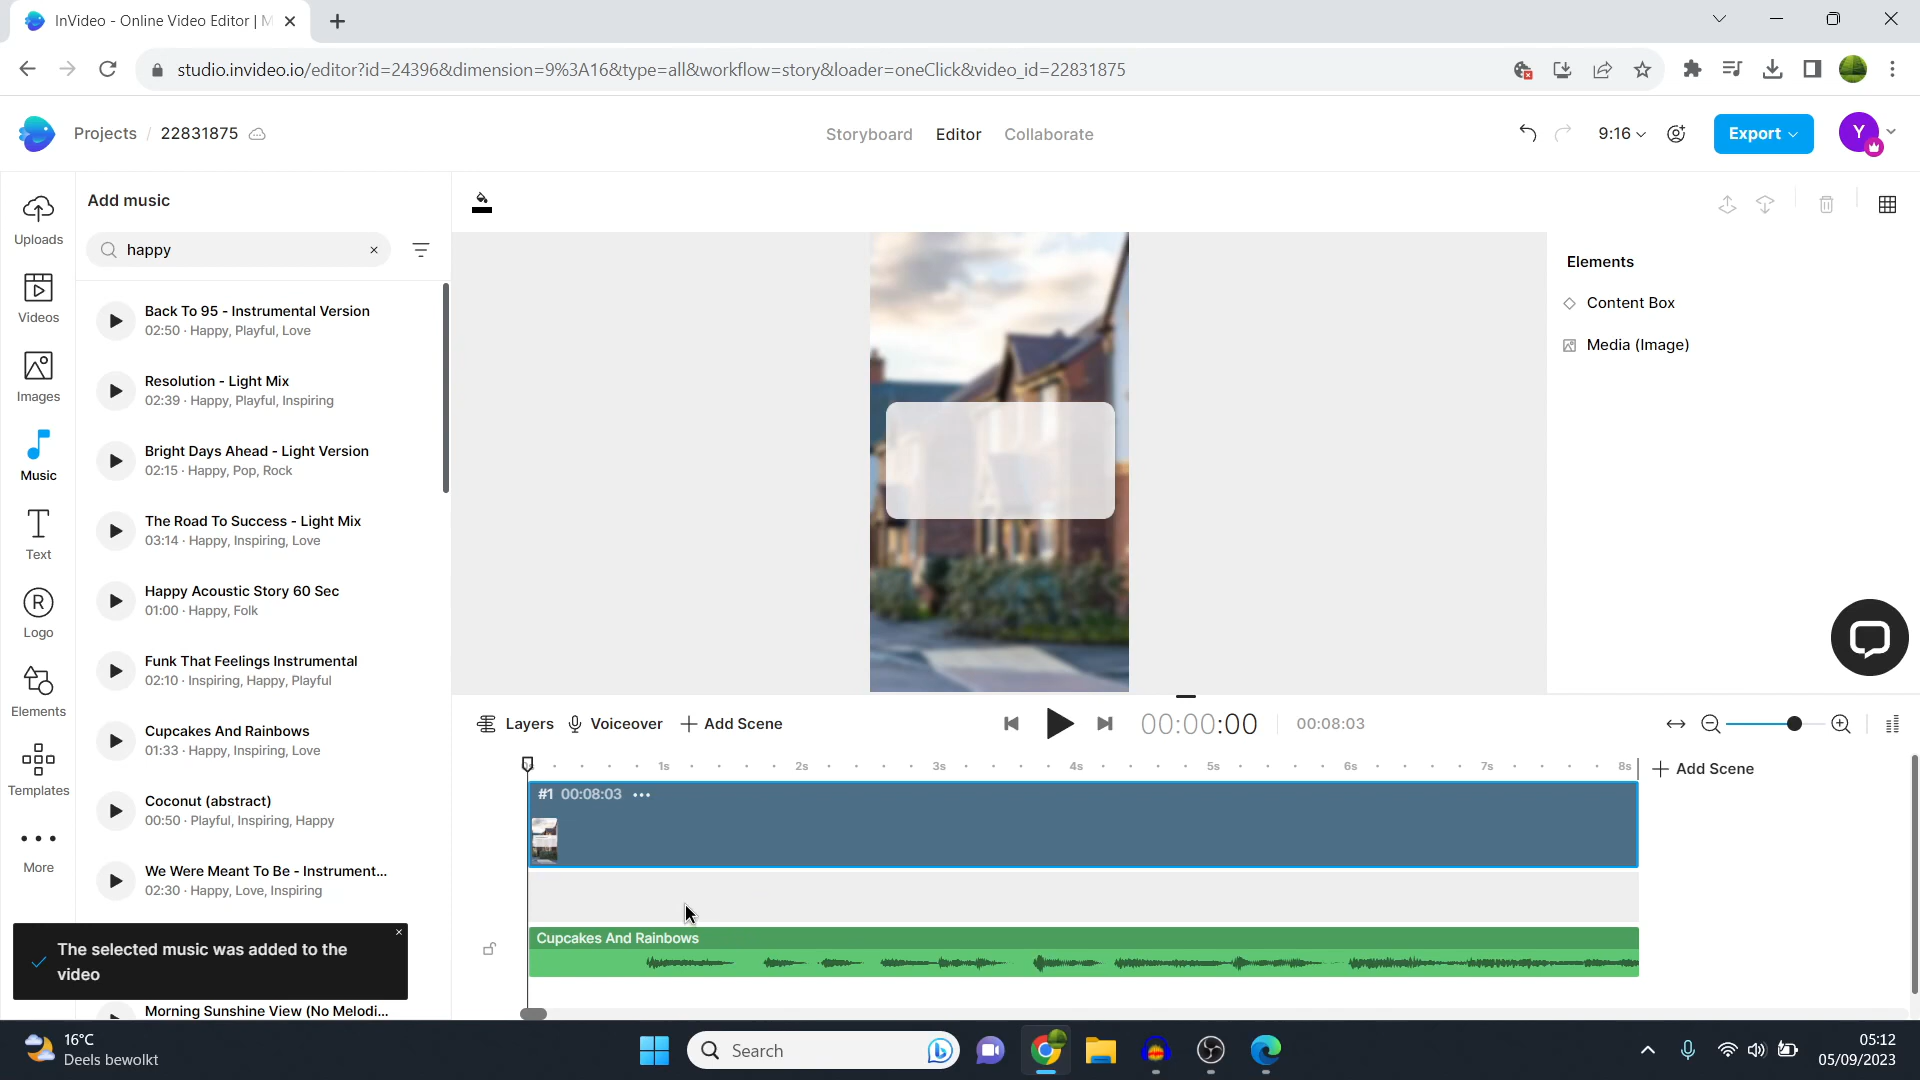 InVideo - Online Video Editor | M
studio.invideo.io/editor?id=24396&dimension=9%3A16&type=all&workflow=story&loader=oneClick&video_id=22831875
Projects / 22831875
Storyboard Editor Collaborate
9:16
Export
Y
Uploads
Videos
Images
Music
Text
Logo
Elements
Templates
More
Add music
happy
Back To 95 - Instrumental Version
02:50 · Happy, Playful, Love
Resolution - Light Mix
02:39 · Happy, Playful, Inspiring
Bright Days Ahead - Light Version
02:15 · Happy, Pop, Rock
The Road To Success - Light Mix
03:14 · Happy, Inspiring, Love
Happy Acoustic Story 60 Sec
01:00 · Happy, Folk
Funk That Feelings Instrumental
02:10 · Inspiring, Happy, Playful
Cupcakes And Rainbows
01:33 · Happy, Inspiring, Love
Coconut (abstract)
00:50 · Playful, Inspiring, Happy
We Were Meant To Be - Instrument...
02:30 · Happy, Love, Inspiring
The selected music was added to the
video
Morning Sunshine View (No Melodi...
Elements
Content Box
Media (Image)
Layers Voiceover Add Scene
00:00:00 00:08:03
1s 2s 3s 4s 5s 6s 7s 8s
Add Scene
#1 00:08:03
Cupcakes And Rainbows
16°C
Deels bewolkt
Search
05:12
05/09/2023